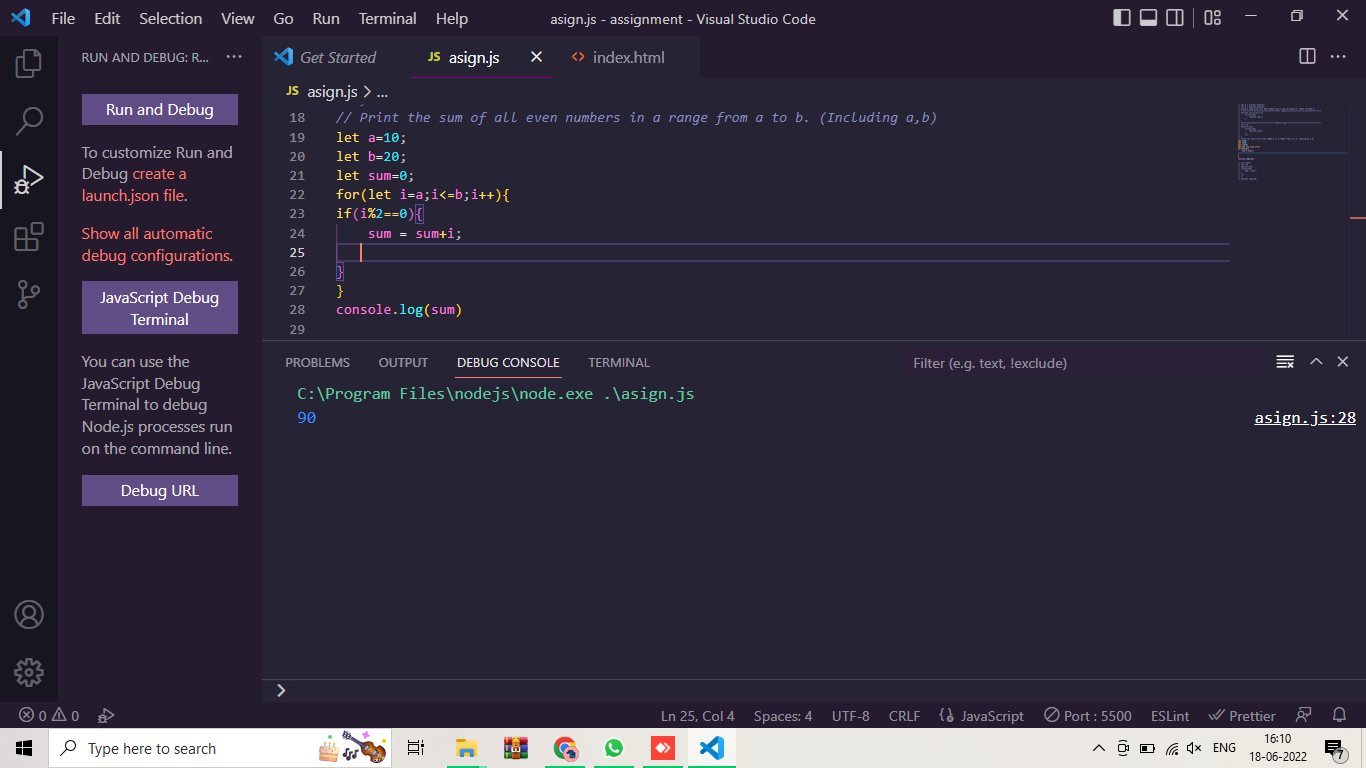 File Edit Selection View Go Run Terminal Help asign.js - assignment - Visual Studio Code
RUN AND DEBUG: R...
Run and Debug
To customize Run and
Debug create a
launch.json file.
Show all automatic
debug configurations.
JavaScript Debug
Terminal
You can use the
JavaScript Debug
Terminal to debug
Node.js processes run
on the command line.
Debug URL
Get Started JS asign.js index.html
JS asign.js > ...
18 // Print the sum of all even numbers in a range from a to b. (Including a,b)
19 let a=10;
20 let b=20;
21 let sum=0;
22 for(let i=a;i<=b;i++){
23 if(i%2==0){
24 sum = sum+i;
25
26 }
27 }
28 console.log(sum)
29
PROBLEMS OUTPUT DEBUG CONSOLE TERMINAL Filter (e.g. text, !exclude)
C:\Program Files\nodejs\node.exe .\asign.js
90 asign.js:28
0 0 Ln 25, Col 4 Spaces: 4 UTF-8 CRLF JavaScript Port : 5500 ESLint Prettier
Type here to search ENG 16:10
18-06-2022 7